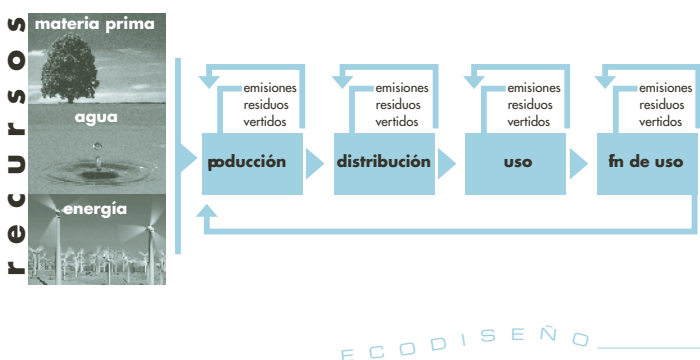 recursos
materia prima
agua
energía
emisiones
residuos
vertidos
poducción
emisiones
residuos
vertidos
distribución
emisiones
residuos
vertidos
uso
emisiones
residuos
vertidos
fn de uso
ECODISEÑO